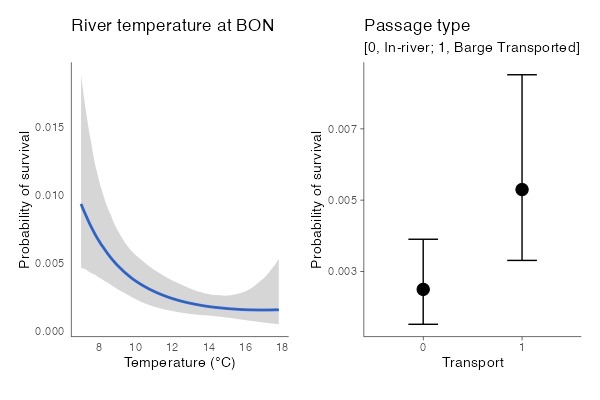 River temperature at BON
Probability of survival
0.015
0.010
0.005
0.000
8 10 12 14 16 18
Temperature (°C)
Passage type
[0, In-river; 1, Barge Transported]
Probability of survival
0.007
0.005
0.003
0 1
Transport